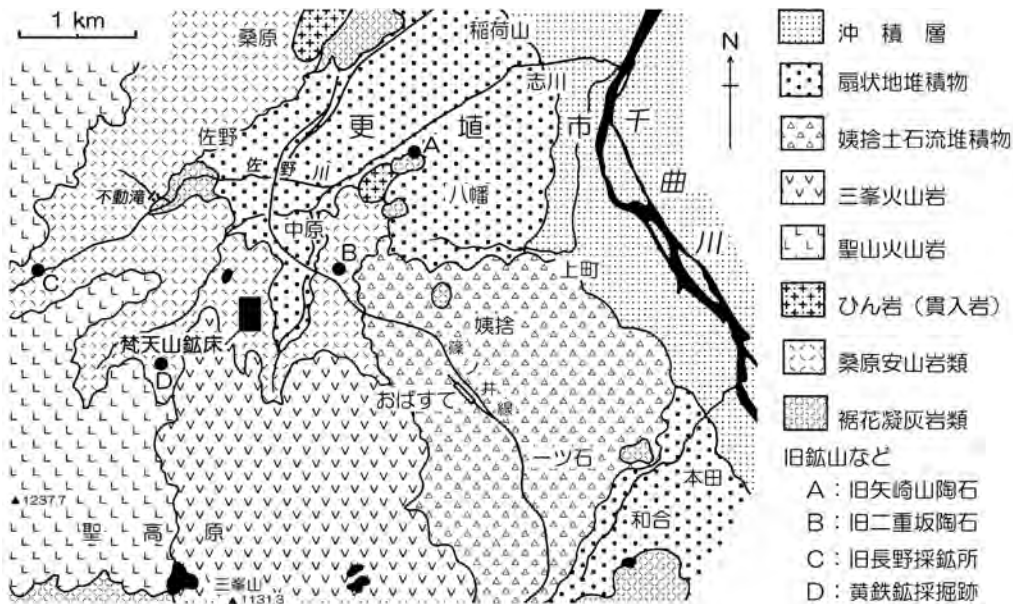 1 km
桑原
稲荷山
N
志川
佐野
更 埴 市
千曲川
A
佐野川
不動滝
八幡
中原
B
C
上町
姨捨
梵天山鉱床
D
篠ノ井線
おばすて
一ツ石
本田
▲1237.7
和合
聖高原
三峯山
▲1131.3
沖積層
扇状地堆積物
姨捨土石流堆積物
三峯火山岩
聖山火山岩
ひん岩(貫入岩)
桑原安山岩類
裾花凝灰岩類
旧鉱山など
A:旧矢崎山陶石
B:旧二重坂陶石
C:旧長野採鉱所
D:黄鉄鉱採掘跡